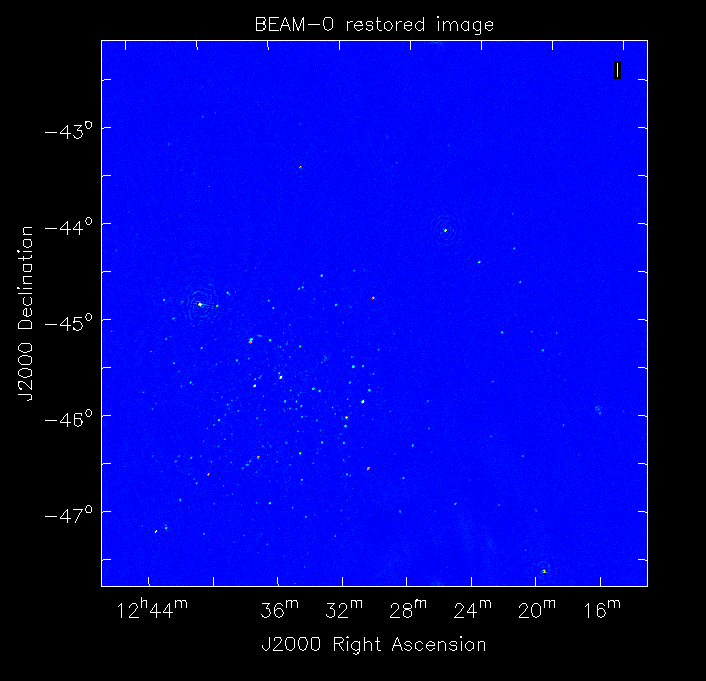 BEAM-0 restored image
I
-43°
-44°
-45°
-46°
-47°
J2000 Declination
12ʰ44ᵐ 36ᵐ 32ᵐ 28ᵐ 24ᵐ 20ᵐ 16ᵐ
J2000 Right Ascension